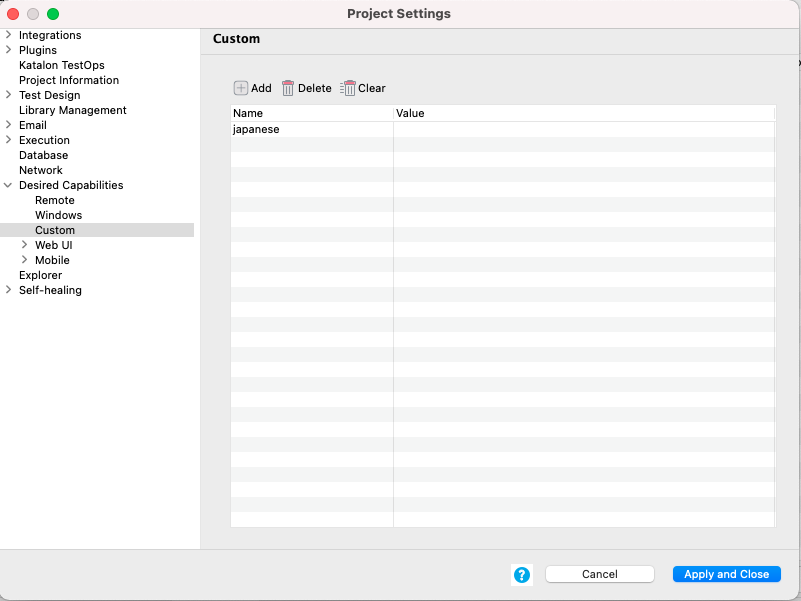 Project Settings
Integrations
Plugins
Katalon TestOps
Project Information
Test Design
Library Management
Email
Execution
Database
Network
Desired Capabilities
Remote
Windows
Custom
Web UI
Mobile
Explorer
Self-healing
Custom
Add Delete Clear
Name Value
japanese
? Cancel Apply and Close